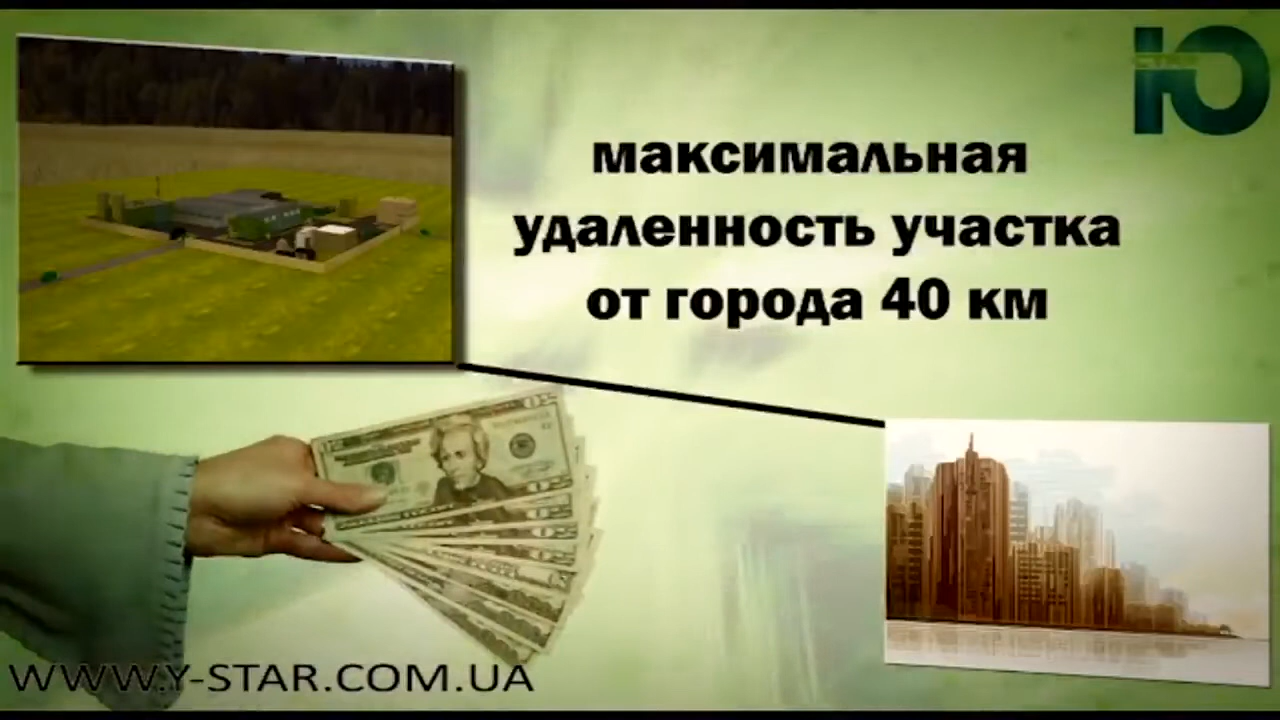 Ю
максимальная
удаленность участка
от города 40 км
WWW.Y-STAR.COM.UA